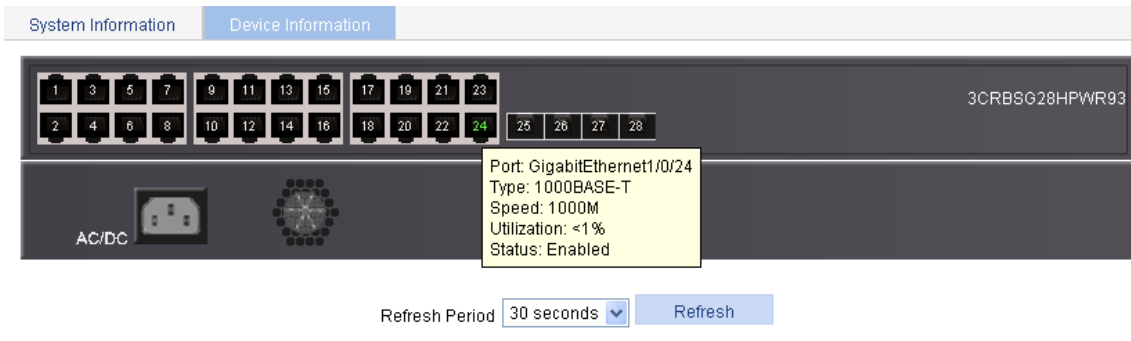 System Information Device Information
1 3 5 7 9 11 13 15 17 19 21 23
3CRBSG28HPWR93
2 4 6 8 10 12 14 16 18 20 22 24 25 26 27 28
Port: GigabitEthernet1/0/24
Type: 1000BASE-T
Speed: 1000M
Utilization: <1%
Status: Enabled
AC/DC
Refresh Period 30 seconds Refresh